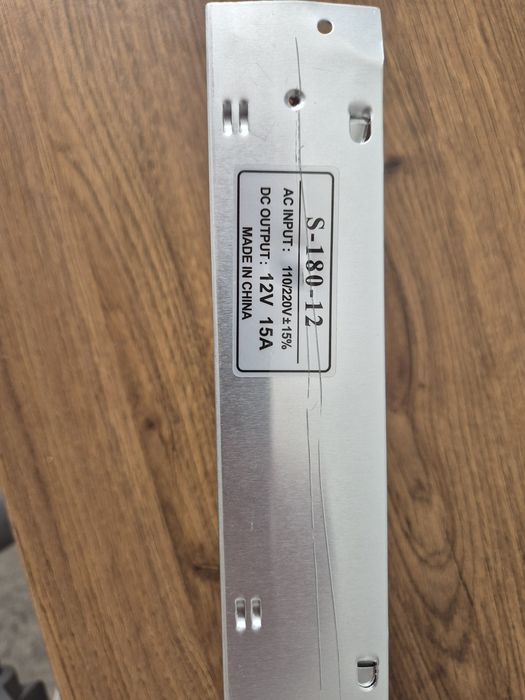 S-180-12
AC INPUT: 110/220V±15%
DC OUTPUT: 12V 15A
MADE IN CHINA